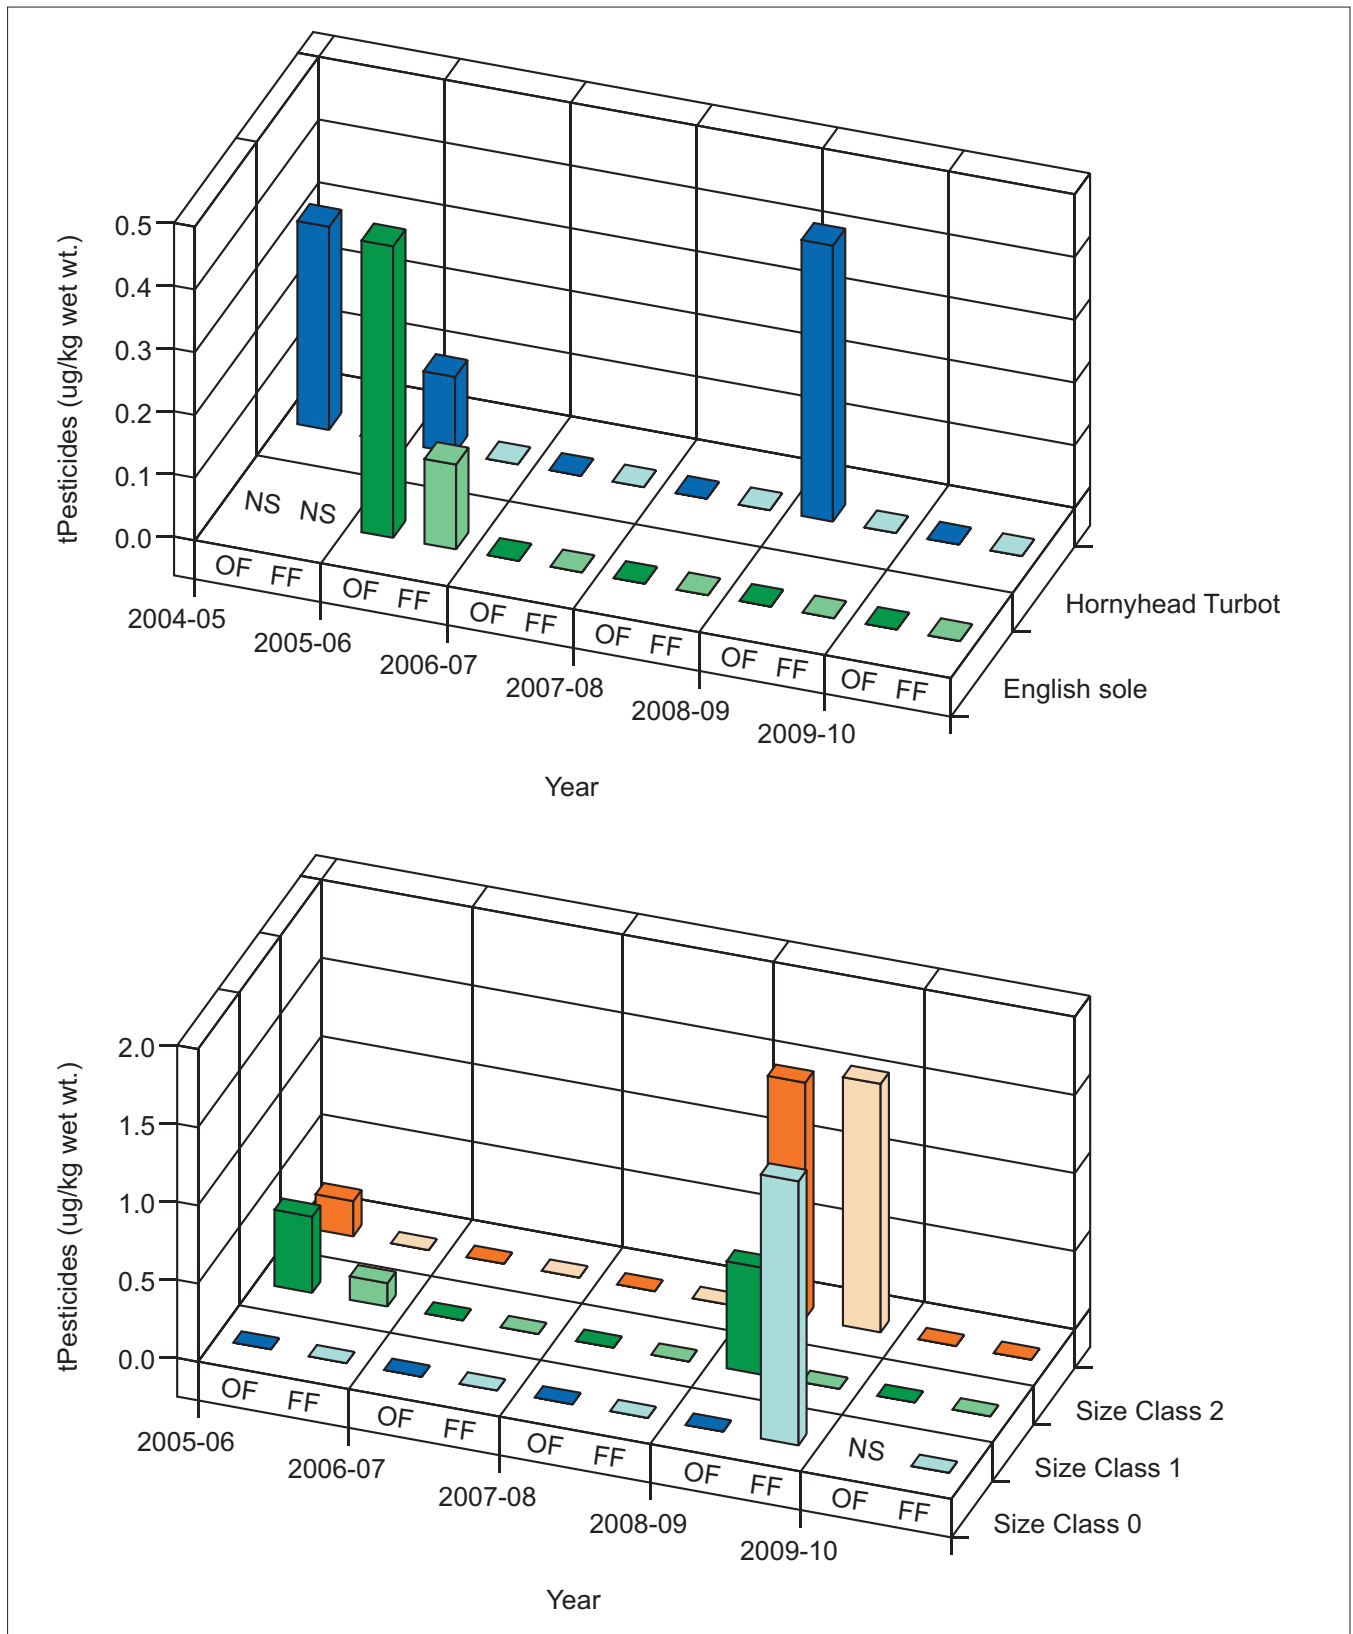 0.5
0.4
0.3
0.2
0.1
0.0
tPesticides (ug/kg wet wt.)
NS NS
OF FF
OF FF
OF FF
OF FF
OF FF
OF FF
2004-05
2005-06
2006-07
2007-08
2008-09
2009-10
Hornyhead Turbot
English sole
Year
2.0
1.5
1.0
0.5
0.0
tPesticides (ug/kg wet wt.)
NS
OF FF
OF FF
OF FF
OF FF
OF FF
2005-06
2006-07
2007-08
2008-09
2009-10
Size Class 2
Size Class 1
Size Class 0
Year